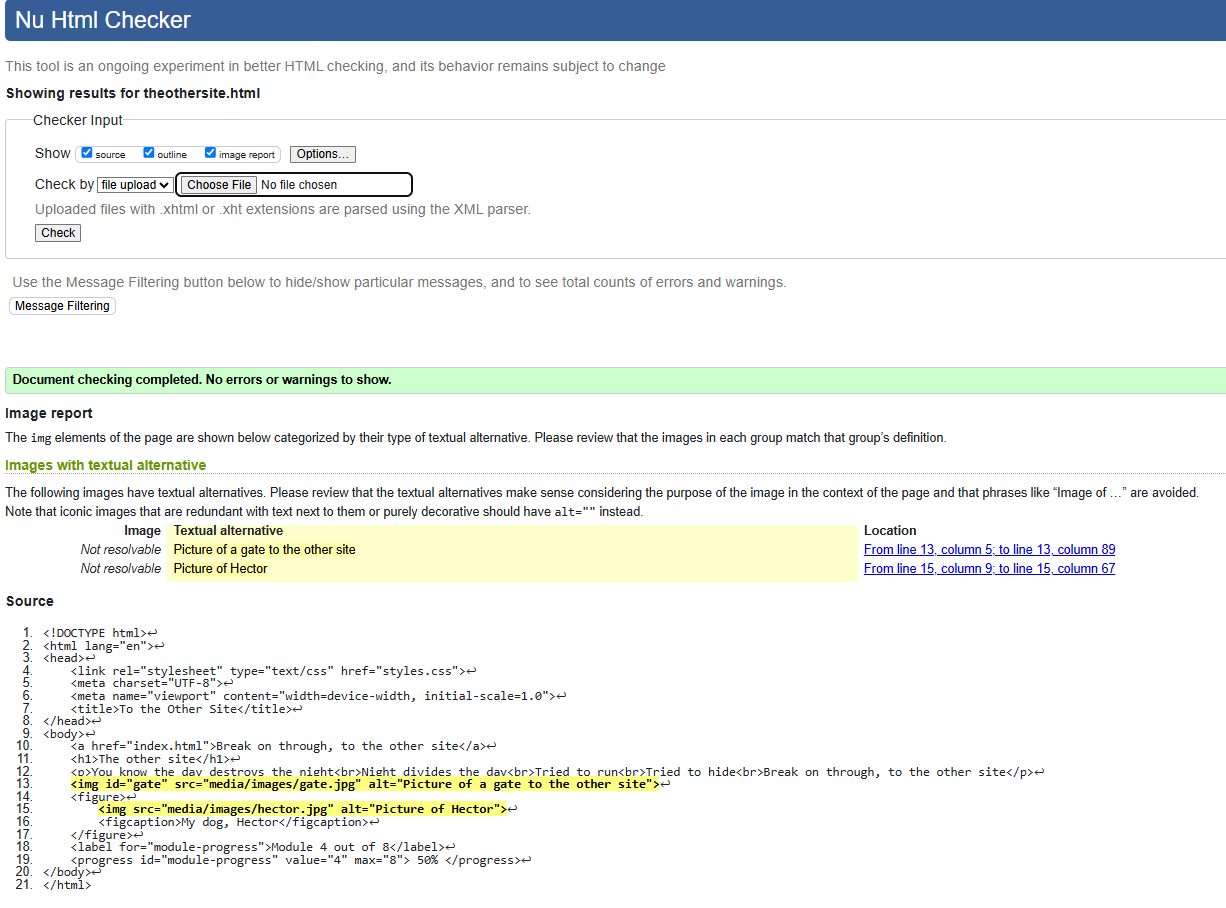 Nu Html Checker
This tool is an ongoing experiment in better HTML checking, and its behavior remains subject to change
Showing results for theothersite.html
Checker Input
Show source outline image report Options...
Check by file upload Choose File No file chosen
Uploaded files with .xhtml or .xht extensions are parsed using the XML parser.
Check
Use the Message Filtering button below to hide/show particular messages, and to see total counts of errors and warnings.
Message Filtering
Document checking completed. No errors or warnings to show.
Image report
The img elements of the page are shown below categorized by their type of textual alternative. Please review that the images in each group match that group’s definition.
Images with textual alternative
The following images have textual alternatives. Please review that the textual alternatives make sense considering the purpose of the image in the context of the page and that phrases like “Image of …” are avoided.
Note that iconic images that are redundant with text next to them or purely decorative should have alt="" instead.
Image Textual alternative Location
Not resolvable Picture of a gate to the other site From line 13, column 5; to line 13, column 89
Not resolvable Picture of Hector From line 15, column 9; to line 15, column 67
Source
1. <!DOCTYPE html>↩
2. <html lang="en">↩
3. <head>↩
4. <link rel="stylesheet" type="text/css" href="styles.css">↩
5. <meta charset="UTF-8">↩
6. <meta name="viewport" content="width=device-width, initial-scale=1.0">↩
7. <title>To the Other Site</title>↩
8. </head>↩
9. <body>↩
10. <a href="index.html">Break on through, to the other site</a>↩
11. <h1>The other site</h1>↩
12. <p>You know the day destroys the night<br>Night divides the day<br>Tried to run<br>Tried to hide<br>Break on through, to the other site</p>↩
13. <img id="gate" src="media/images/gate.jpg" alt="Picture of a gate to the other site">↩
14. <figure>↩
15. <img src="media/images/hector.jpg" alt="Picture of Hector">↩
16. <figcaption>My dog, Hector</figcaption>↩
17. </figure>↩
18. <label for="module-progress">Module 4 out of 8</label>↩
19. <progress id="module-progress" value="4" max="8"> 50% </progress>↩
20. </body>↩
21. </html>